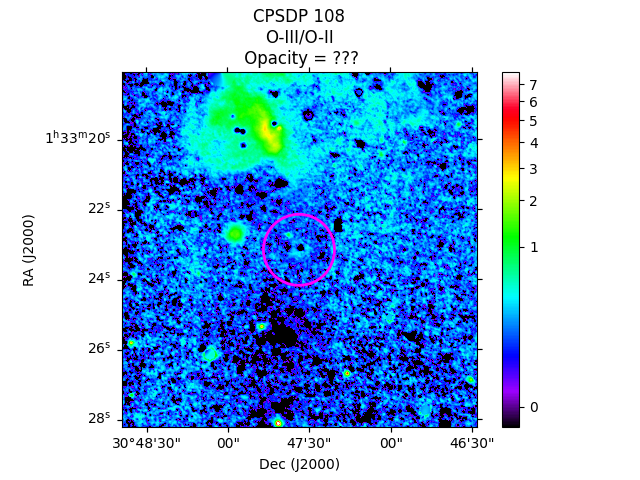 CPSDP 108
O-III/O-II
Opacity = ???
RA (J2000)
1ʰ33ᵐ20ˢ
22ˢ
24ˢ
26ˢ
28ˢ
30°48'30"
00"
47'30"
00"
46'30"
Dec (J2000)
7
6
5
4
3
2
1
0